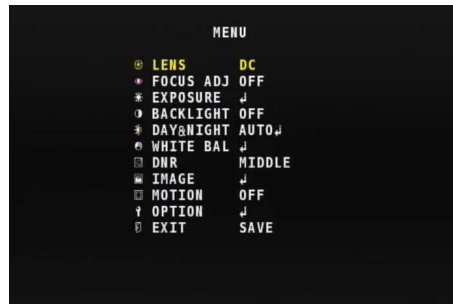 MENU
LENS DC
FOCUS ADJ OFF
EXPOSURE ↲
BACKLIGHT OFF
DAY&NIGHT AUTO↲
WHITE BAL ↲
DNR MIDDLE
IMAGE ↲
MOTION OFF
OPTION ↲
EXIT SAVE